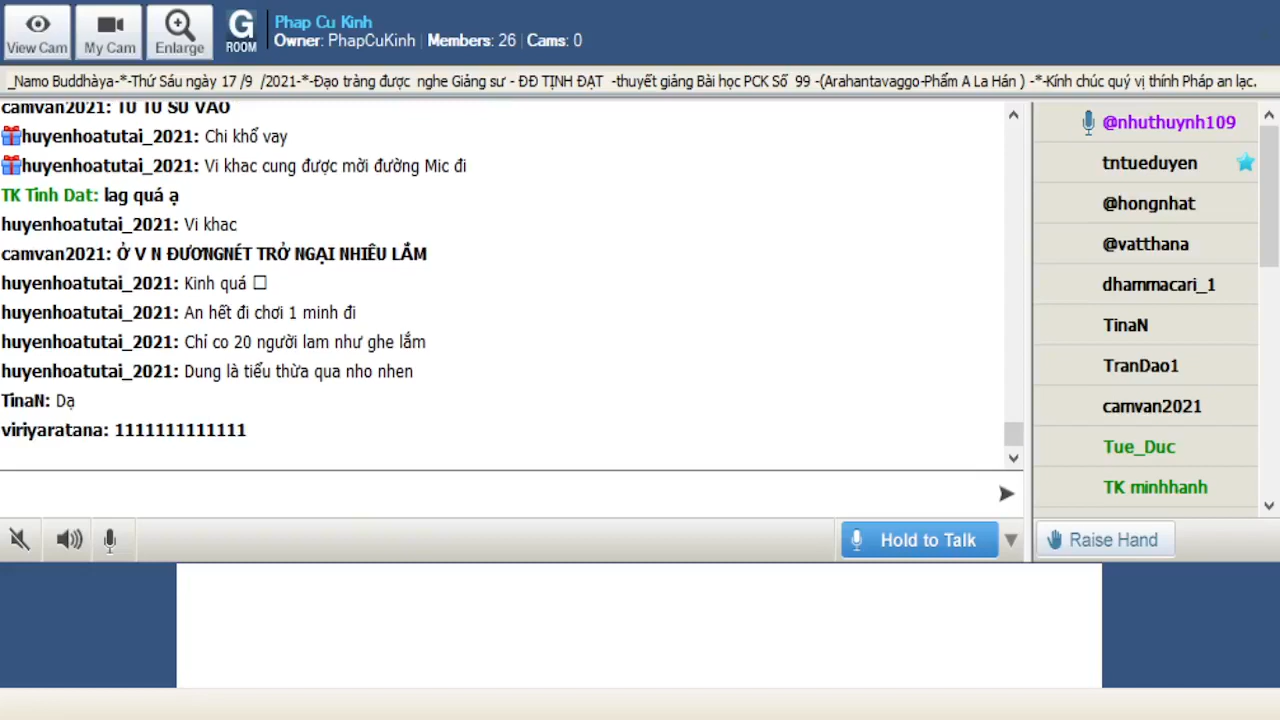 View Cam
My Cam
Enlarge
G
ROOM
Phap Cu Kinh
Owner: PhapCuKinh | Members: 26 | Cams: 0
_Namo Buddhàya-*-Thứ Sáu ngày 17 /9 /2021-*-Đạo tràng được nghe Giảng sư - ĐĐ TỊNH ĐẠT -thuyết giảng Bài học PCK Số 99 -(Arahantavaggo-Phẩm A La Hán ) -*-Kính chúc quý vị thính Pháp an lạc.
camvan2021: TU TU SU VAO
huyenhoatutai_2021: Chi khổ vay
huyenhoatutai_2021: Vi khac cung được mời đường Mic đi
TK Tinh Dat: lag quá ạ
huyenhoatutai_2021: Vi khac
camvan2021: Ở V N ĐƯƠNGNÉT TRỞ NGẠI NHIÊU LẮM
huyenhoatutai_2021: Kinh quá
huyenhoatutai_2021: An hết đi chơi 1 minh đi
huyenhoatutai_2021: Chỉ co 20 người lam như ghe lắm
huyenhoatutai_2021: Dung là tiểu thừa qua nho nhen
TinaN: Dạ
viriyaratana: 1111111111111
@nhuthuynh109
tntueduyen
@hongnhat
@vatthana
dhammacari_1
TinaN
TranDao1
camvan2021
Tue_Duc
TK minhhanh
Hold to Talk
Raise Hand